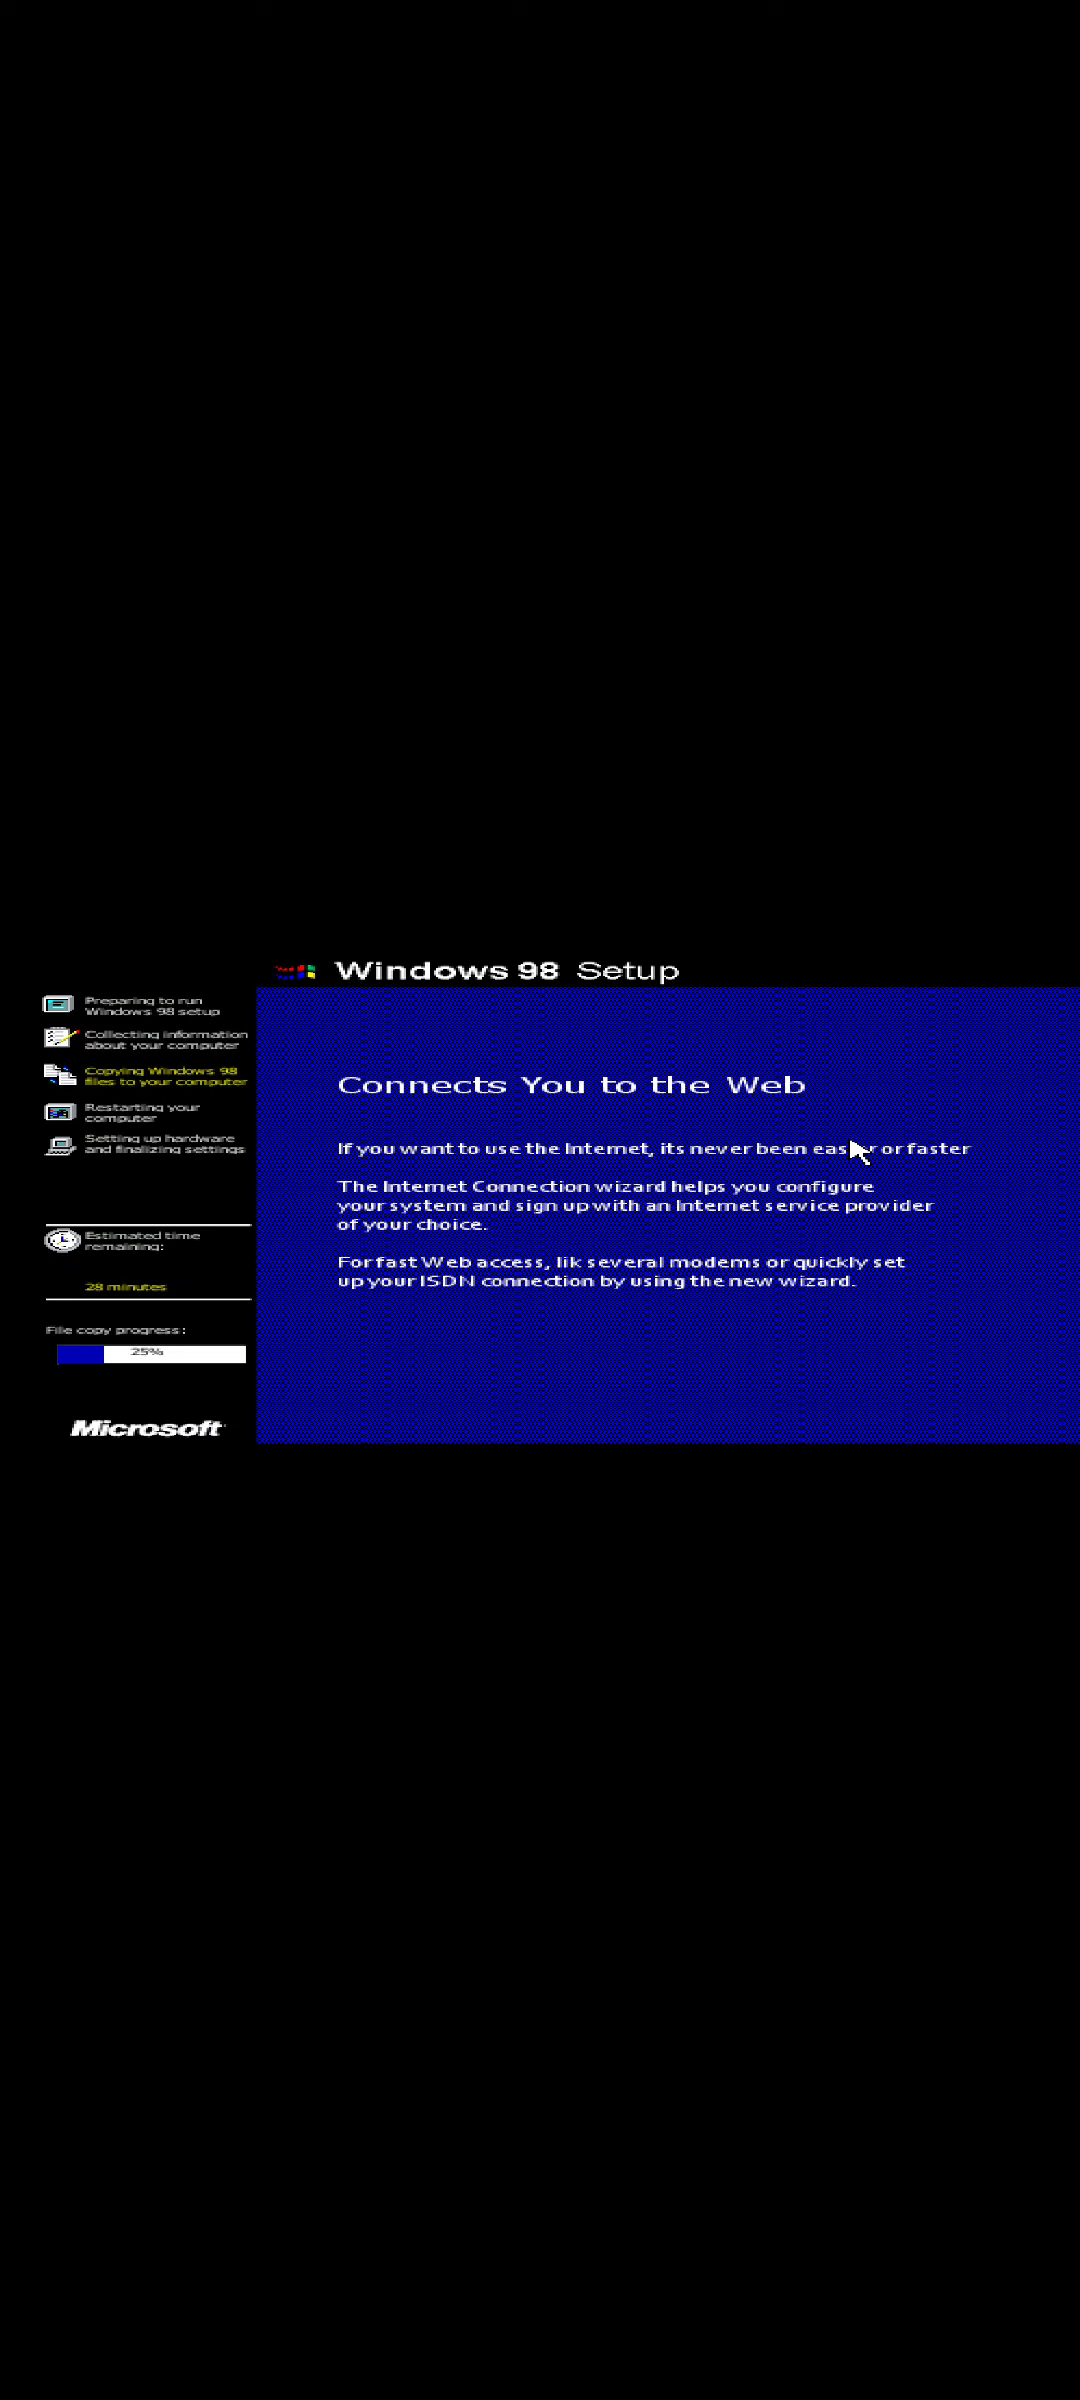 Windows 98 Setup
Preparing to run
Windows 98 setup
Collecting information
about your computer
Copying Windows 98
files to your computer
Restarting your
computer
Setting up hardware
and finalizing settings
Estimated time
remaining:
28 minutes
File copy progress:
25%
Microsoft
Connects You to the Web
If you want to use the Internet, its never been or faster
The Internet Connection wizard helps you configure
your system and sign up with an Internet service provider
of your choice.
For fast Web access, lik several modems or quickly set
up your ISDN connection by using the new wizard.